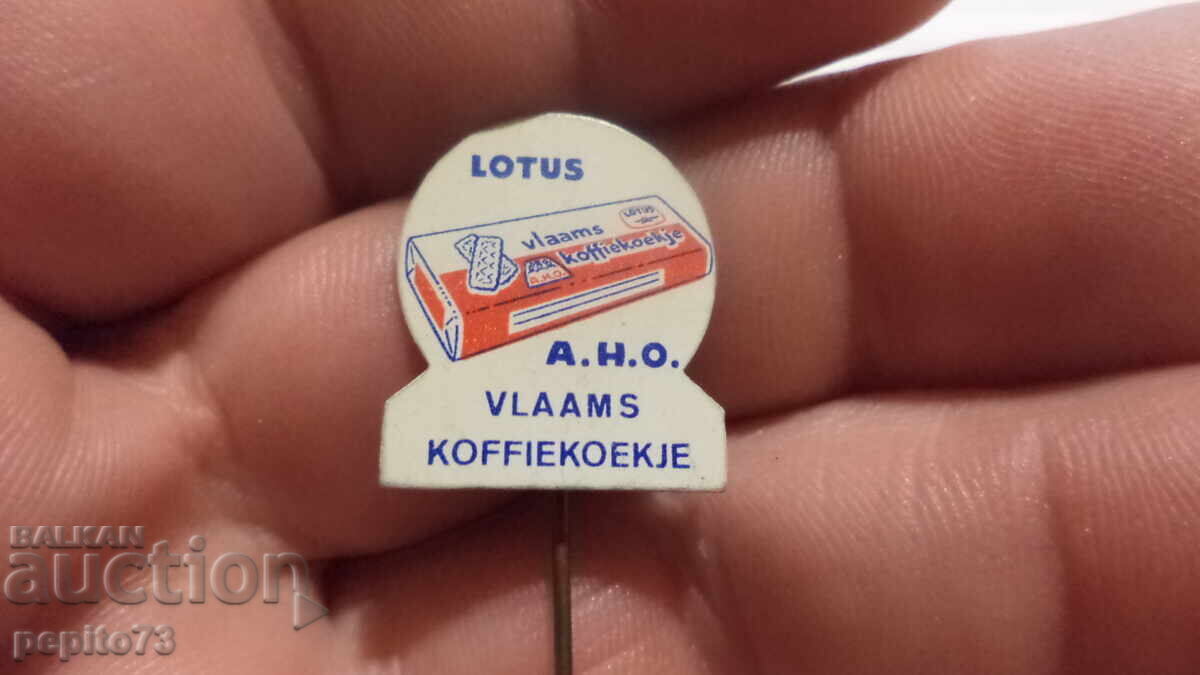 LOTUS
LOTUS
vlaams
koffiekoekje
A.H.O.
A.H.O.
VLAAMS
KOFFIEKOEKJE
BALKAN
auction
pepito73